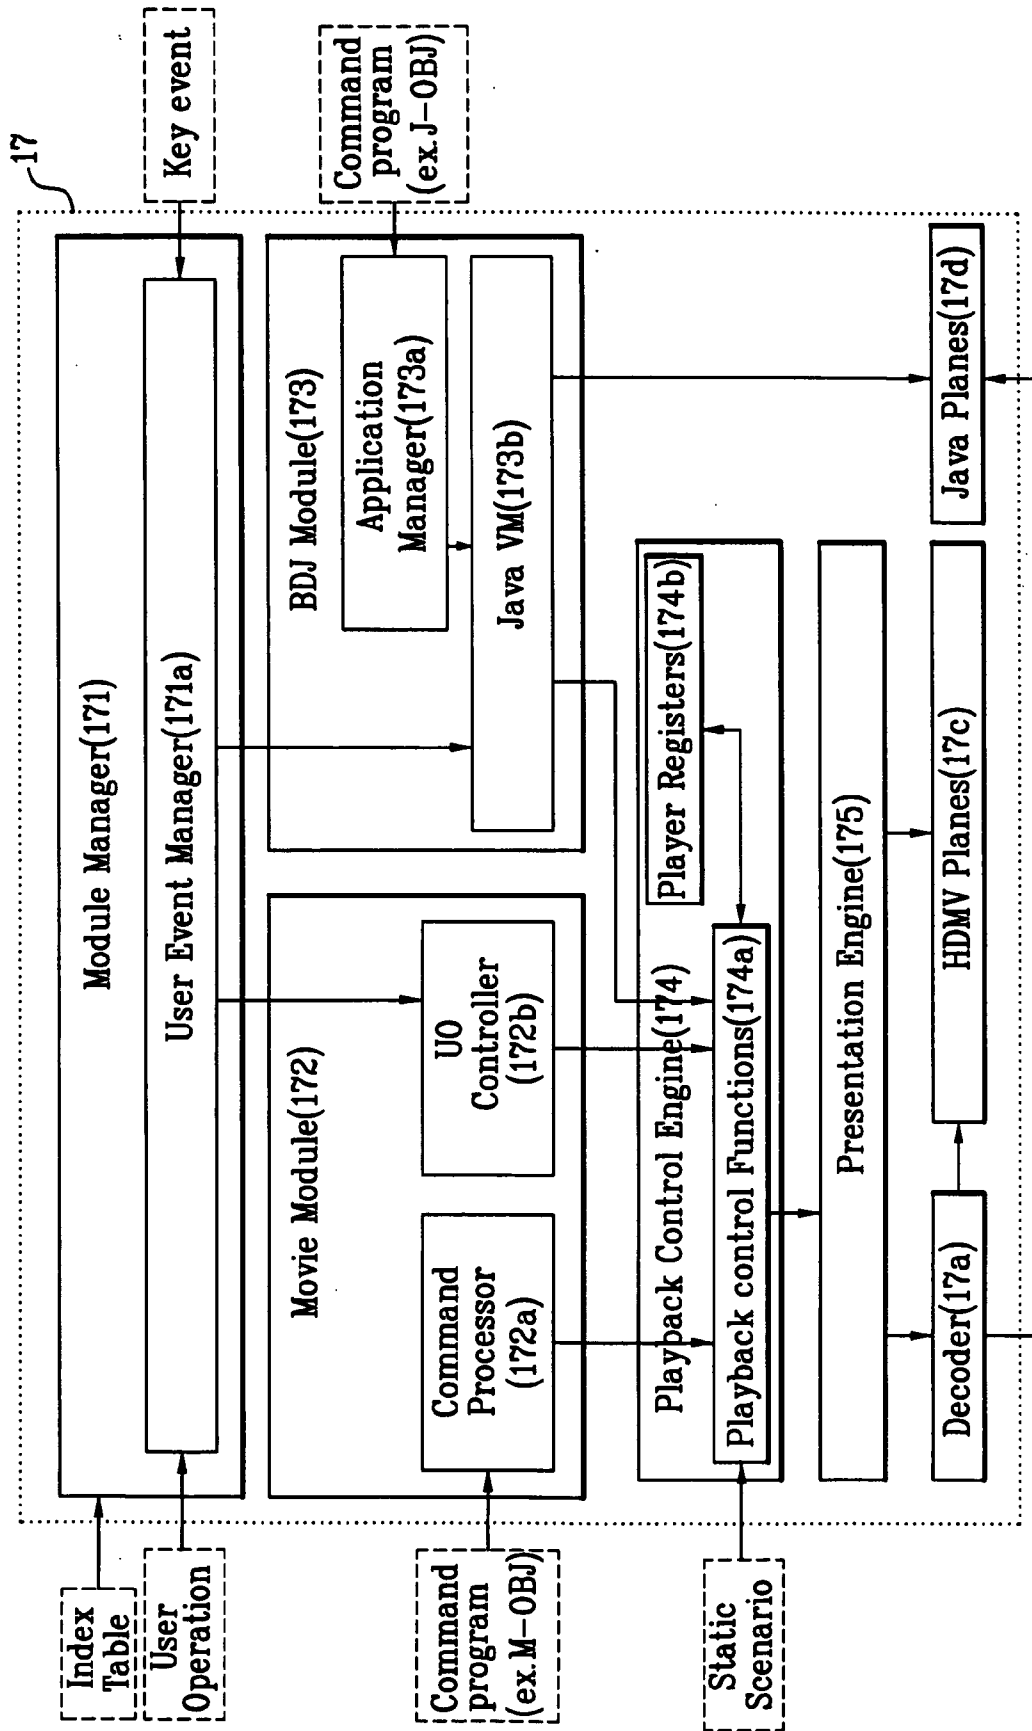 17
Index
Table
User
Operation
Key event
Module Manager(171)
User Event Manager(171a)
Command
program
(ex.M-OBJ)
Movie Module(172)
Command
Processor
(172a)
UO
Controller
(172b)
BDJ Module(173)
Application
Manager(173a)
Java VM(173b)
Command
program
(ex.J-OBJ)
Static
Scenario
Playback Control Engine(174)
Playback control Functions(174a)
Player Registers(174b)
Presentation Engine(175)
Decoder(17a)
HDMV Planes(17c)
Java Planes(17d)